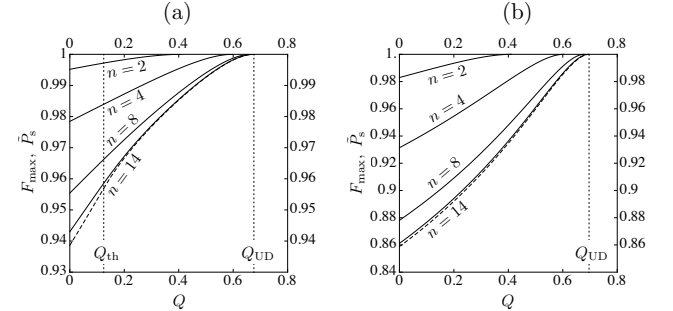 (a)
0 0.2 0.4 0.6 0.8
1
0.99
0.98
0.97
0.96
0.95
0.94
0.93
F_max, P̃_s
n = 2
n = 4
n = 8
n = 14
Q_th
Q_UD
0.99
0.98
0.97
0.96
0.95
0.94
0 0.2 0.4 0.6 0.8
Q
(b)
0 0.2 0.4 0.6 0.8
1
0.98
0.96
0.94
0.92
0.9
0.88
0.86
0.84
F_max, P̃_s
n = 2
n = 4
n = 8
n = 14
Q_UD
0.98
0.96
0.94
0.92
0.9
0.88
0.86
0 0.2 0.4 0.6 0.8
Q